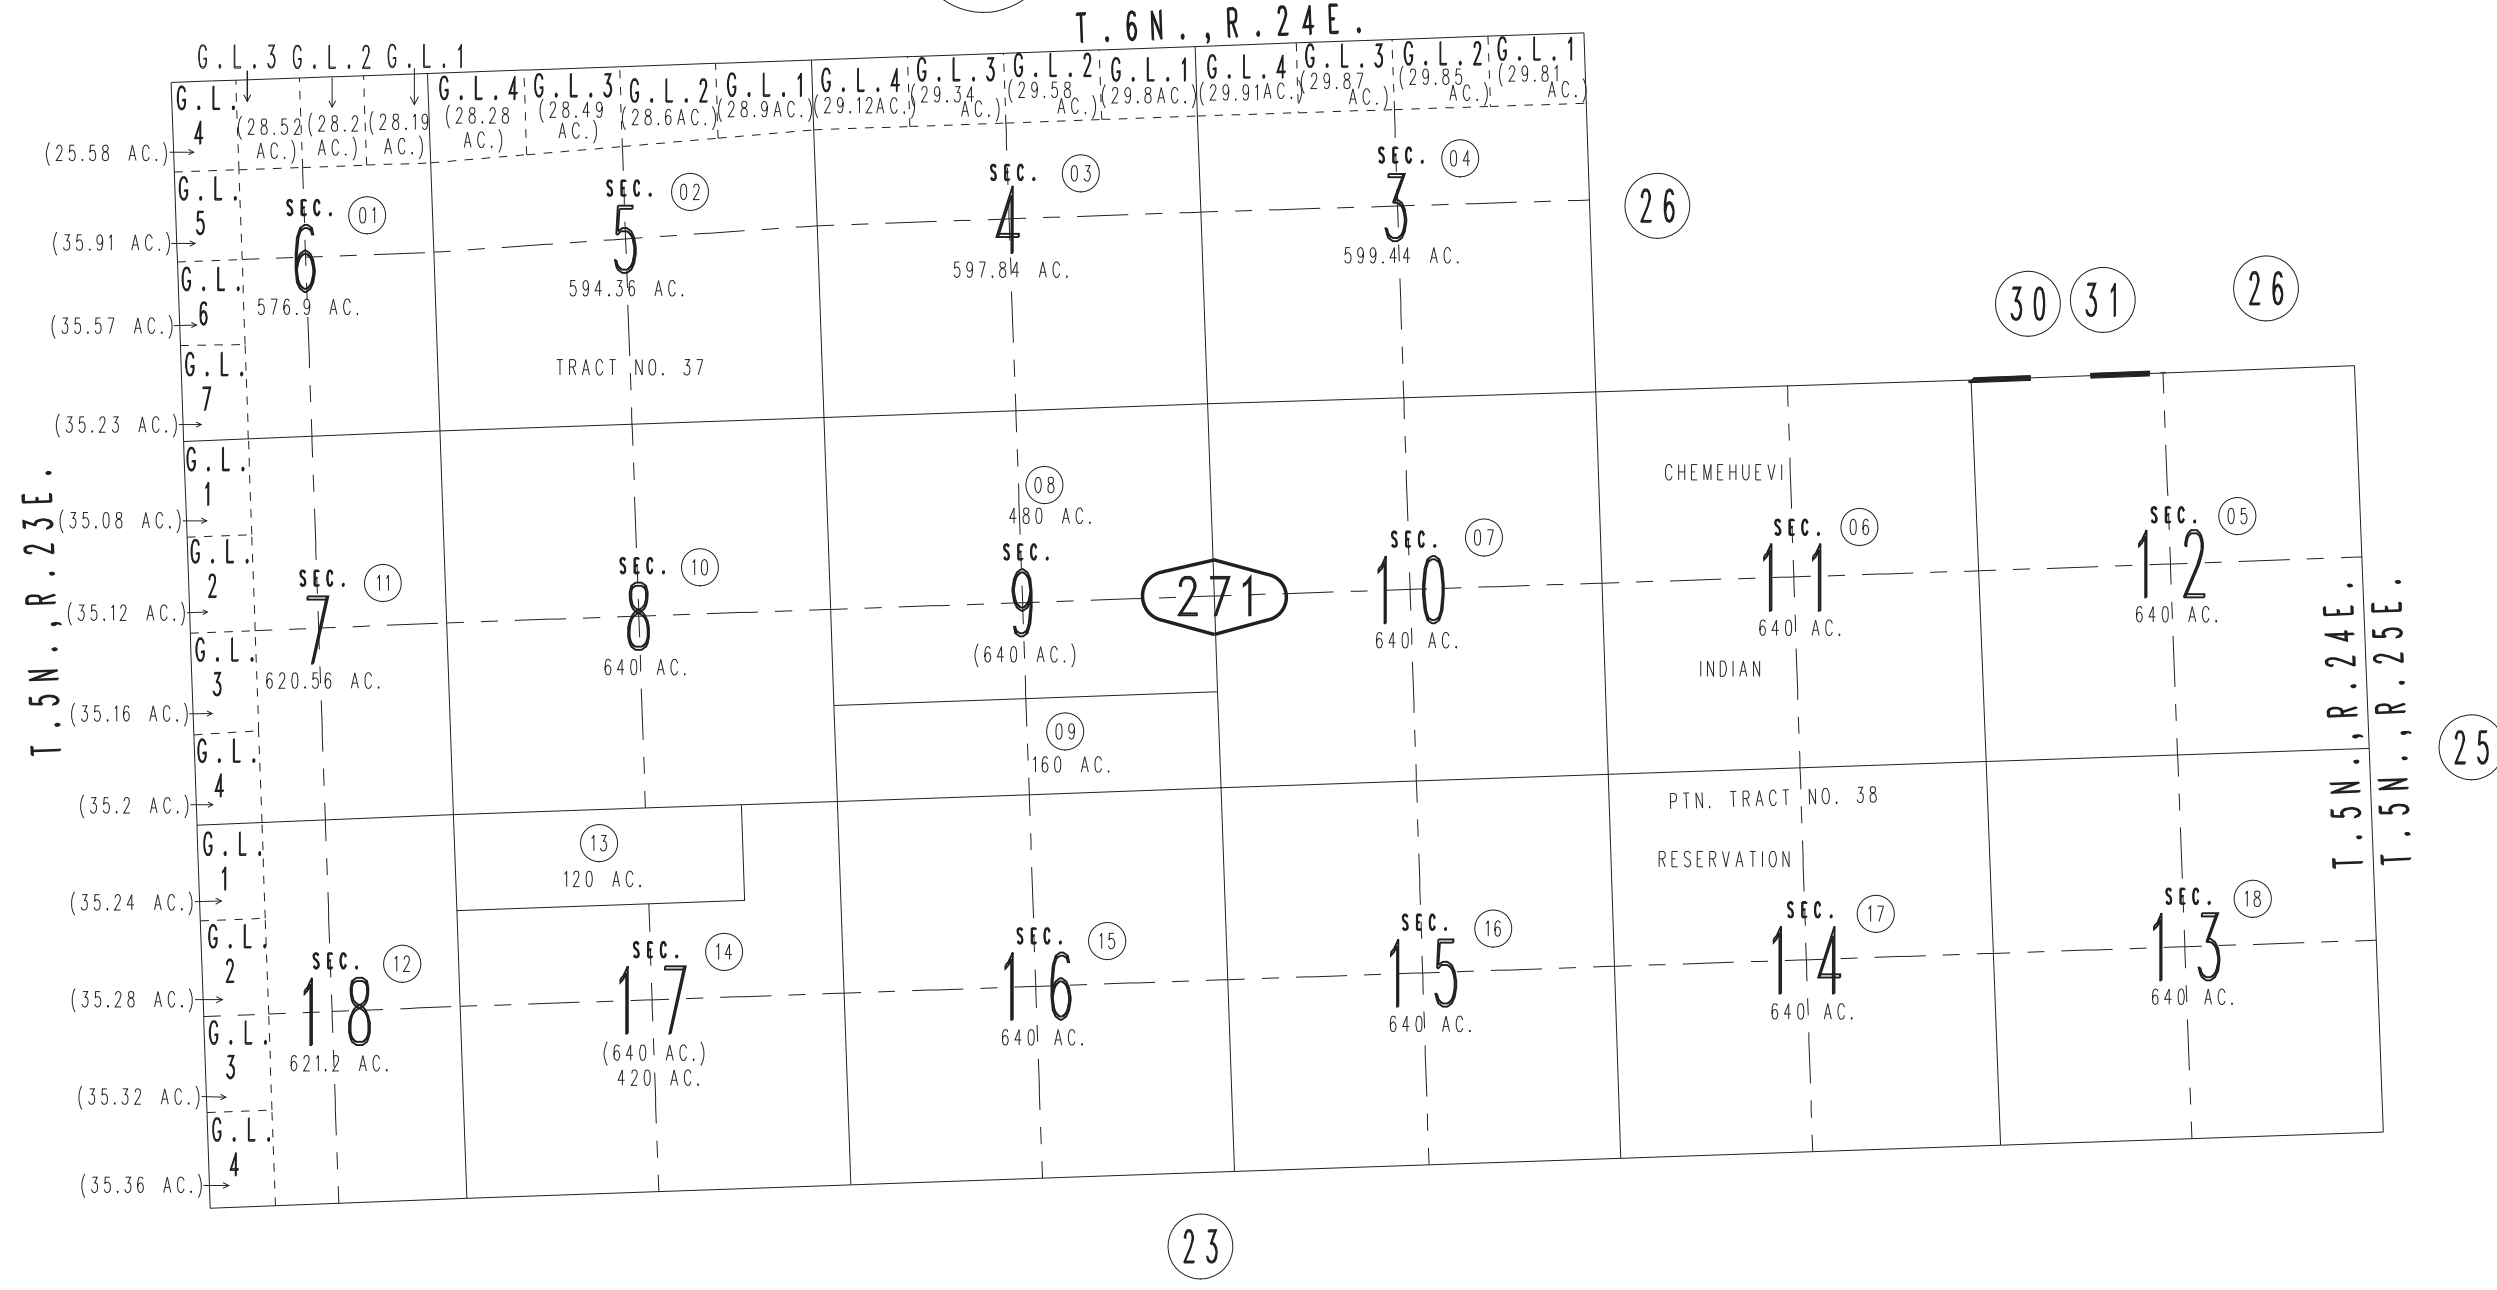 T.6N.,R.24E.
G.L.3 G.L.2 G.L.1
G.L.4
(25.58 AC.)
(28.52 AC.)
(28.2 AC.)
(28.19 AC.)
G.L.4
(28.28 AC.)
G.L.3
(28.49 AC.)
G.L.2
(28.6AC.)
G.L.1
(28.9AC.)
G.L.4
(29.12AC.)
G.L.3
(29.34 AC.)
G.L.2
(29.58 AC.)
G.L.1
(29.8AC.)
G.L.4
(29.91AC.)
G.L.3
(29.87 AC.)
G.L.2
(29.85 AC.)
G.L.1
(29.81 AC.)
G.L.
5
(35.91 AC.)
G.L.
6
(35.57 AC.)
G.L.
7
(35.23 AC.)
SEC. 01
6
576.9 AC.
SEC. 02
5
594.36 AC.
TRACT NO. 37
SEC. 03
4
597.84 AC.
SEC. 04
3
599.44 AC.
26
30 31 26
T.5N.,R.23E.
G.L.
1
(35.08 AC.)
G.L.
2
(35.12 AC.)
G.L.
3
(35.16 AC.)
G.L.
4
(35.2 AC.)
SEC. 11
7
620.56 AC.
SEC. 10
8
640 AC.
08
480 AC.
SEC.
9
(640 AC.)
09
160 AC.
271
SEC. 07
10
640 AC.
CHEMEHUEVI
SEC. 06
11
640 AC.
INDIAN
SEC. 05
12
640 AC.
T.5N.,R.24E.
T.5N.,R.25E.
25
G.L.
1
(35.24 AC.)
G.L.
2
(35.28 AC.)
G.L.
3
(35.32 AC.)
G.L.
4
(35.36 AC.)
SEC. 12
18
621.2 AC.
13
120 AC.
SEC. 14
17
(640 AC.)
420 AC.
SEC. 15
16
640 AC.
SEC. 16
15
640 AC.
PTN. TRACT NO. 38
RESERVATION
SEC. 17
14
640 AC.
SEC. 18
13
640 AC.
23